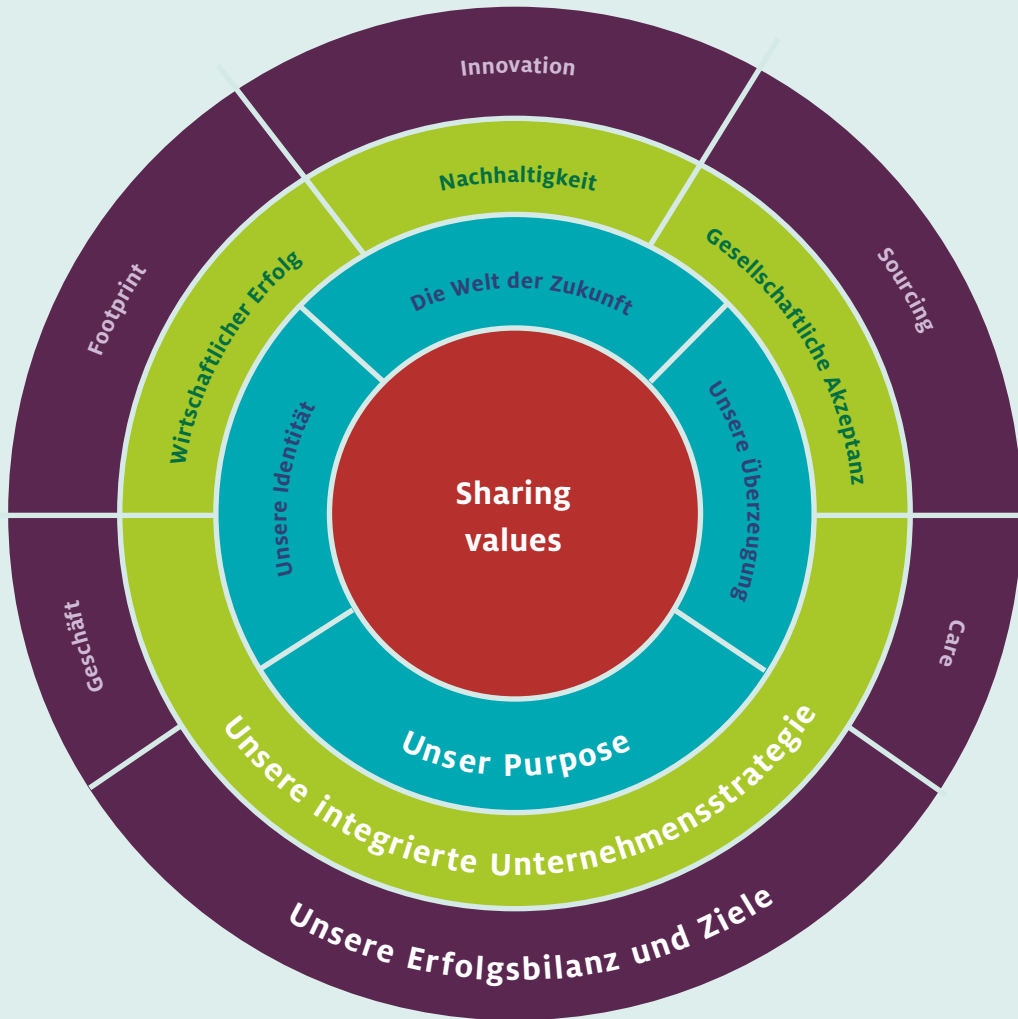 Innovation
Nachhaltigkeit
Die Welt der Zukunft
Footprint
Wirtschaftlicher Erfolg
Unsere Identität
Sourcing
Gesellschaftliche Akzeptanz
Unsere Überzeugung
Sharing
values
Geschäft
Care
Unser Purpose
Unsere integrierte Unternehmensstrategie
Unsere Erfolgsbilanz und Ziele